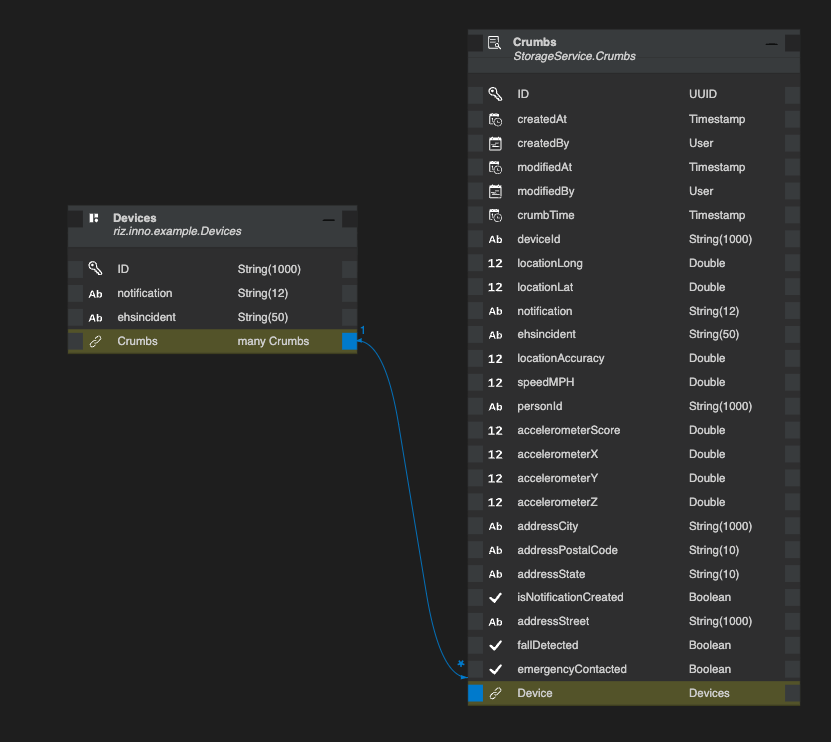 Crumbs
StorageService.Crumbs
ID UUID
createdAt Timestamp
createdBy User
modifiedAt Timestamp
modifiedBy User
crumbTime Timestamp
Ab deviceId String(1000)
12 locationLong Double
12 locationLat Double
Ab notification String(12)
Ab ehsincident String(50)
12 locationAccuracy Double
12 speedMPH Double
Ab personId String(1000)
12 accelerometerScore Double
12 accelerometerX Double
12 accelerometerY Double
12 accelerometerZ Double
Ab addressCity String(1000)
Ab addressPostalCode String(10)
Ab addressState String(10)
isNotificationCreated Boolean
Ab addressStreet String(1000)
fallDetected Boolean
* emergencyContacted Boolean
Device Devices
Devices
riz.inno.example.Devices
ID String(1000)
Ab notification String(12)
Ab ehsincident String(50)
Crumbs many Crumbs 1